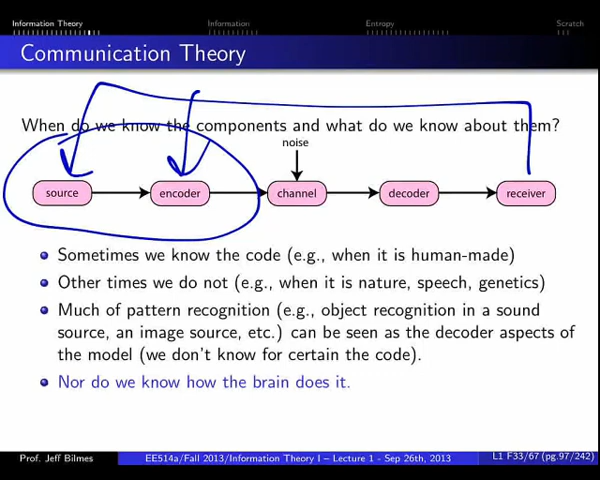 Information Theory Information Entropy Scratch
Communication Theory
When do we know the components and what do we know about them?
noise
source encoder channel decoder receiver
Sometimes we know the code (e.g., when it is human-made)
Other times we do not (e.g., when it is nature, speech, genetics)
Much of pattern recognition (e.g., object recognition in a sound
source, an image source, etc.) can be seen as the decoder aspects of
the model (we don't know for certain the code).
Nor do we know how the brain does it.
Prof. Jeff Bilmes EE514a/Fall 2013/Information Theory I – Lecture 1 - Sep 26th, 2013 L1 F33/67 (pg.97/242)